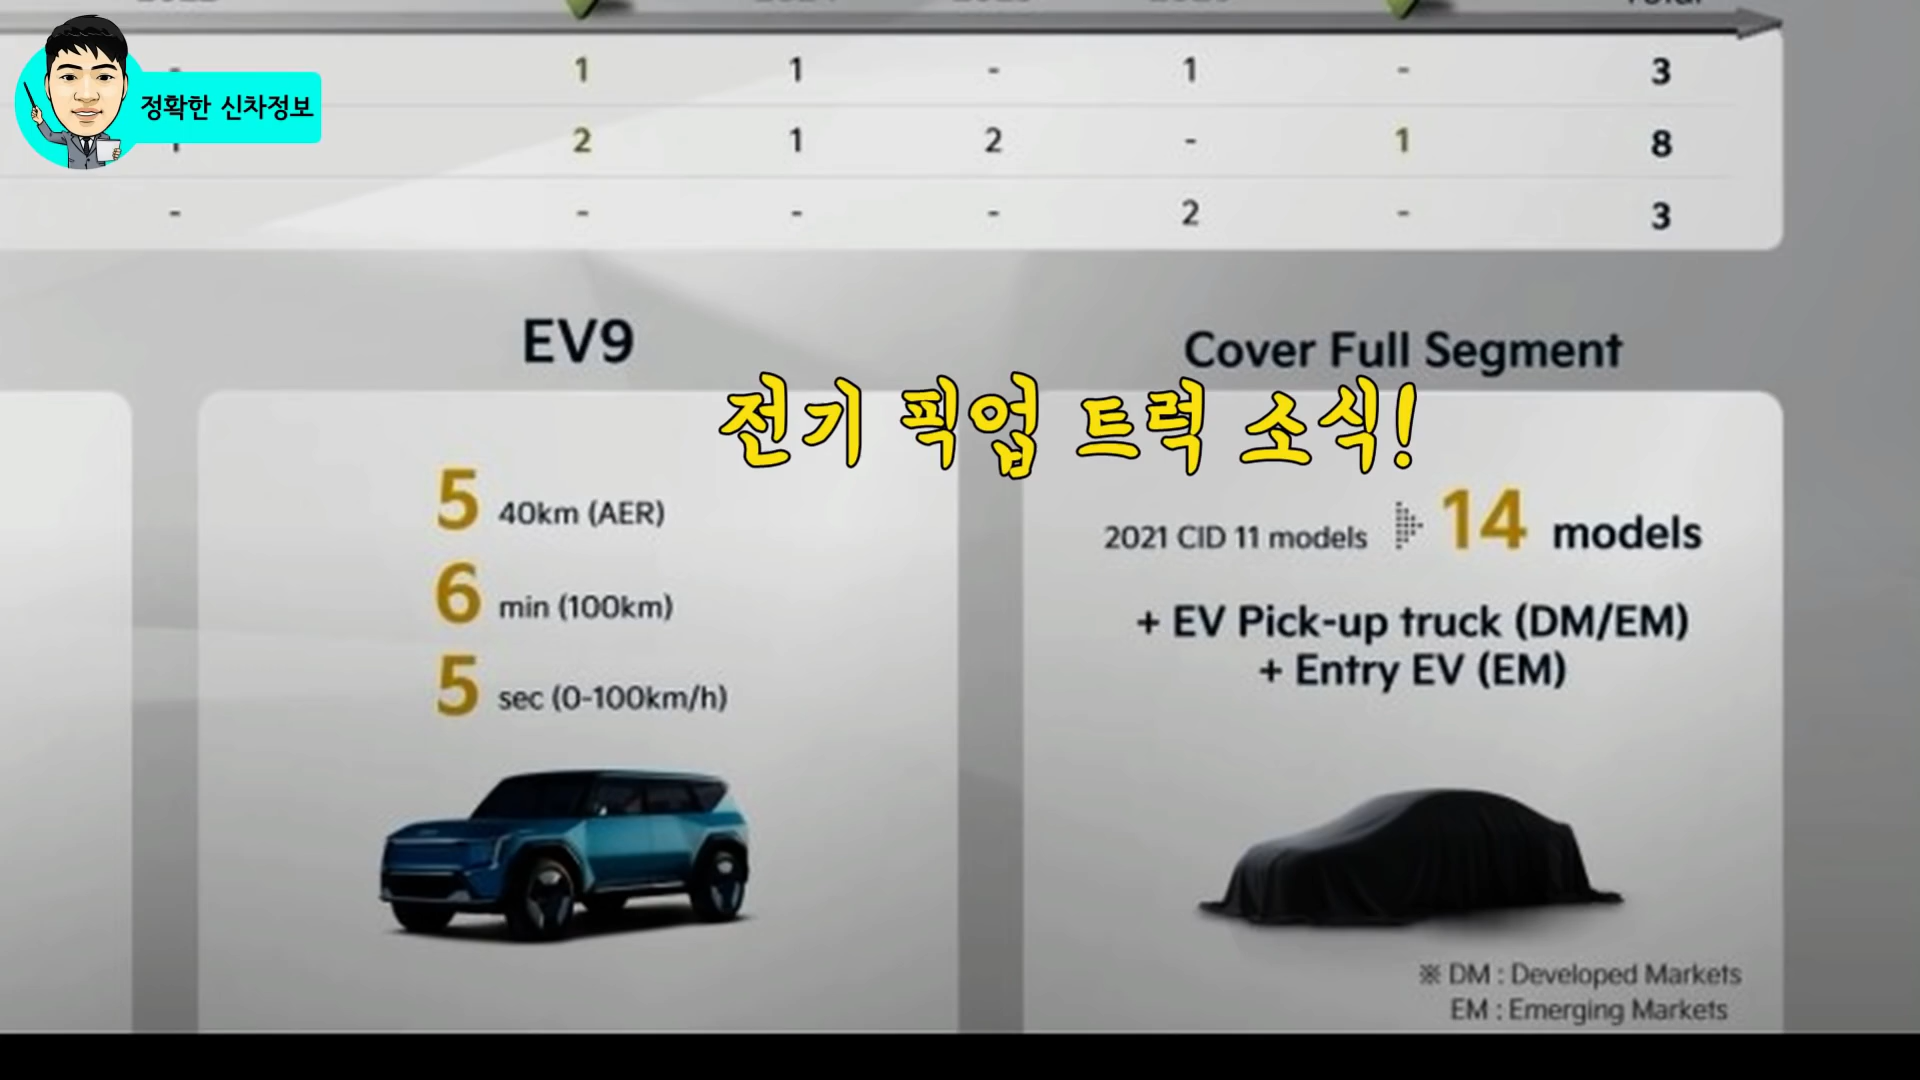 정확한 신차정보
- 1 1 - 1 - 3
2 1 2 - 1 8
- - - - 2 - 3
EV9
Cover Full Segment
전기 픽업 트럭 소식!
5 40km (AER)
6 min (100km)
5 sec (0-100km/h)
2021 CID 11 models 14 models
+ EV Pick-up truck (DM/EM)
+ Entry EV (EM)
※ DM : Developed Markets
EM : Emerging Markets